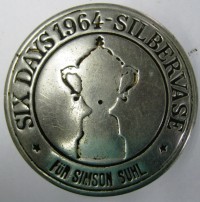 SIX DAYS 1964 - SILBERVASE
FÜR SIMSON SUHL